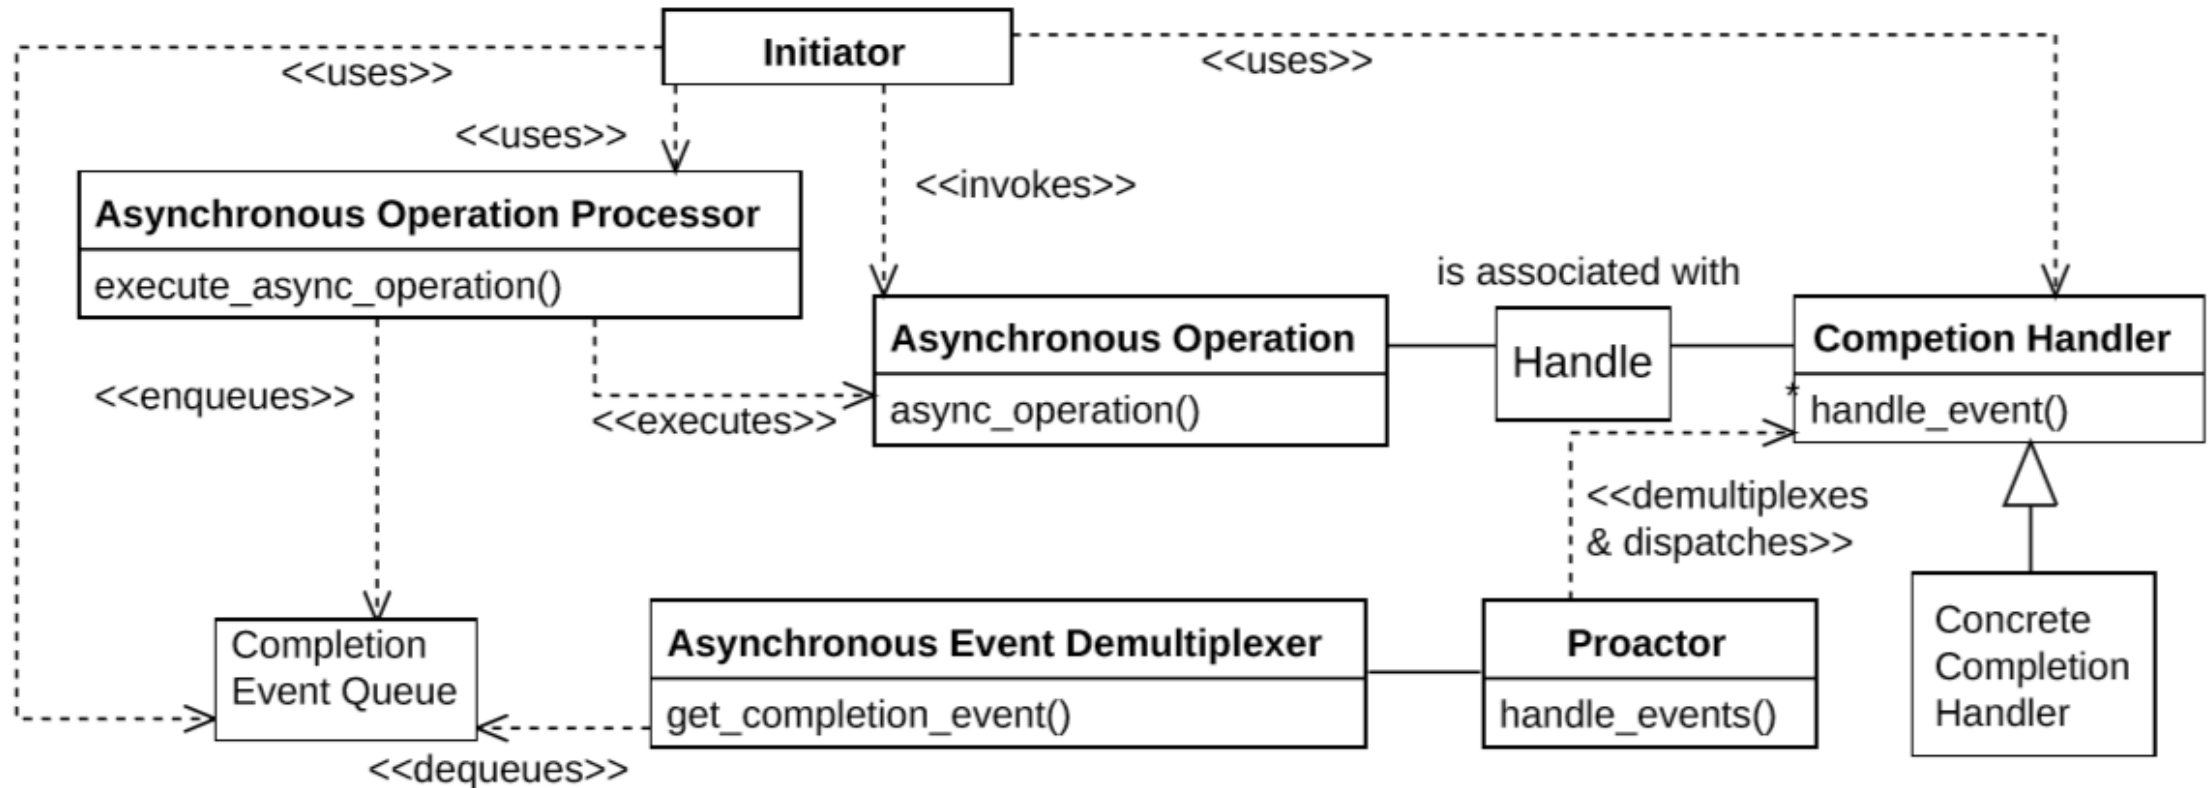 Initiator
<<uses>>
<<uses>>
<<uses>>
<<invokes>>
Asynchronous Operation Processor
execute_async_operation()
is associated with
Asynchronous Operation
async_operation()
Handle
Competion Handler
*
handle_event()
<<enqueues>>
<<executes>>
<<demultiplexes
& dispatches>>
Completion
Event Queue
Asynchronous Event Demultiplexer
get_completion_event()
Proactor
handle_events()
Concrete
Completion
Handler
<<dequeues>>